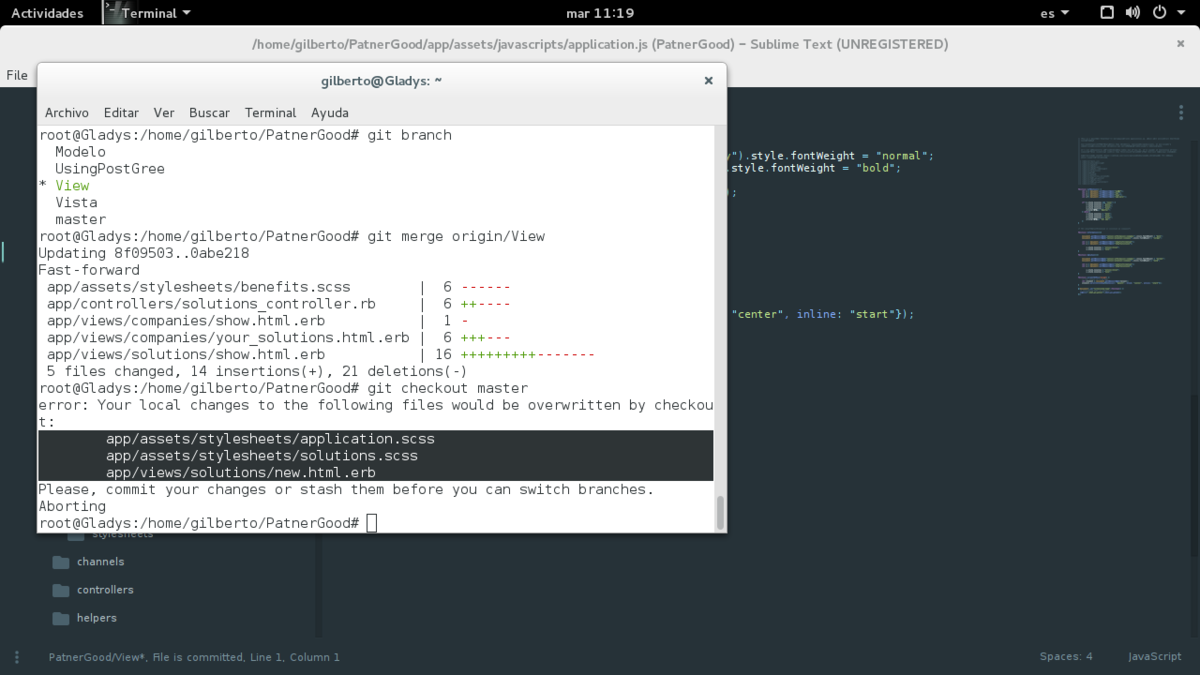 Actividades
Terminal
mar 11:19
es
/home/gilberto/PatnerGood/app/assets/javascripts/application.js (PatnerGood) – Sublime Text (UNREGISTERED)
×
File
gilberto@Gladys: ~
×
Archivo Editar Ver Buscar Terminal Ayuda
root@Gladys:/home/gilberto/PatnerGood# git branch
Modelo
UsingPostGree
* View
Vista
master
root@Gladys:/home/gilberto/PatnerGood# git merge origin/View
Updating 8f09503..0abe218
Fast-forward
app/assets/stylesheets/benefits.scss | 6 ------
app/controllers/solutions_controller.rb | 6 ++----
app/views/companies/show.html.erb | 1 -
app/views/companies/your_solutions.html.erb | 6 +++---
app/views/solutions/show.html.erb | 16 +++++++++-------
5 files changed, 14 insertions(+), 21 deletions(-)
root@Gladys:/home/gilberto/PatnerGood# git checkout master
error: Your local changes to the following files would be overwritten by checkou
t:
app/assets/stylesheets/application.scss
app/assets/stylesheets/solutions.scss
app/views/solutions/new.html.erb
Please, commit your changes or stash them before you can switch branches.
Aborting
root@Gladys:/home/gilberto/PatnerGood#
y").style.fontWeight = "normal";
.style.fontWeight = "bold";
);
"center", inline: "start"});
stylesheets
channels
controllers
helpers
PatnerGood/View*, File is committed, Line 1, Column 1
Spaces: 4
JavaScript